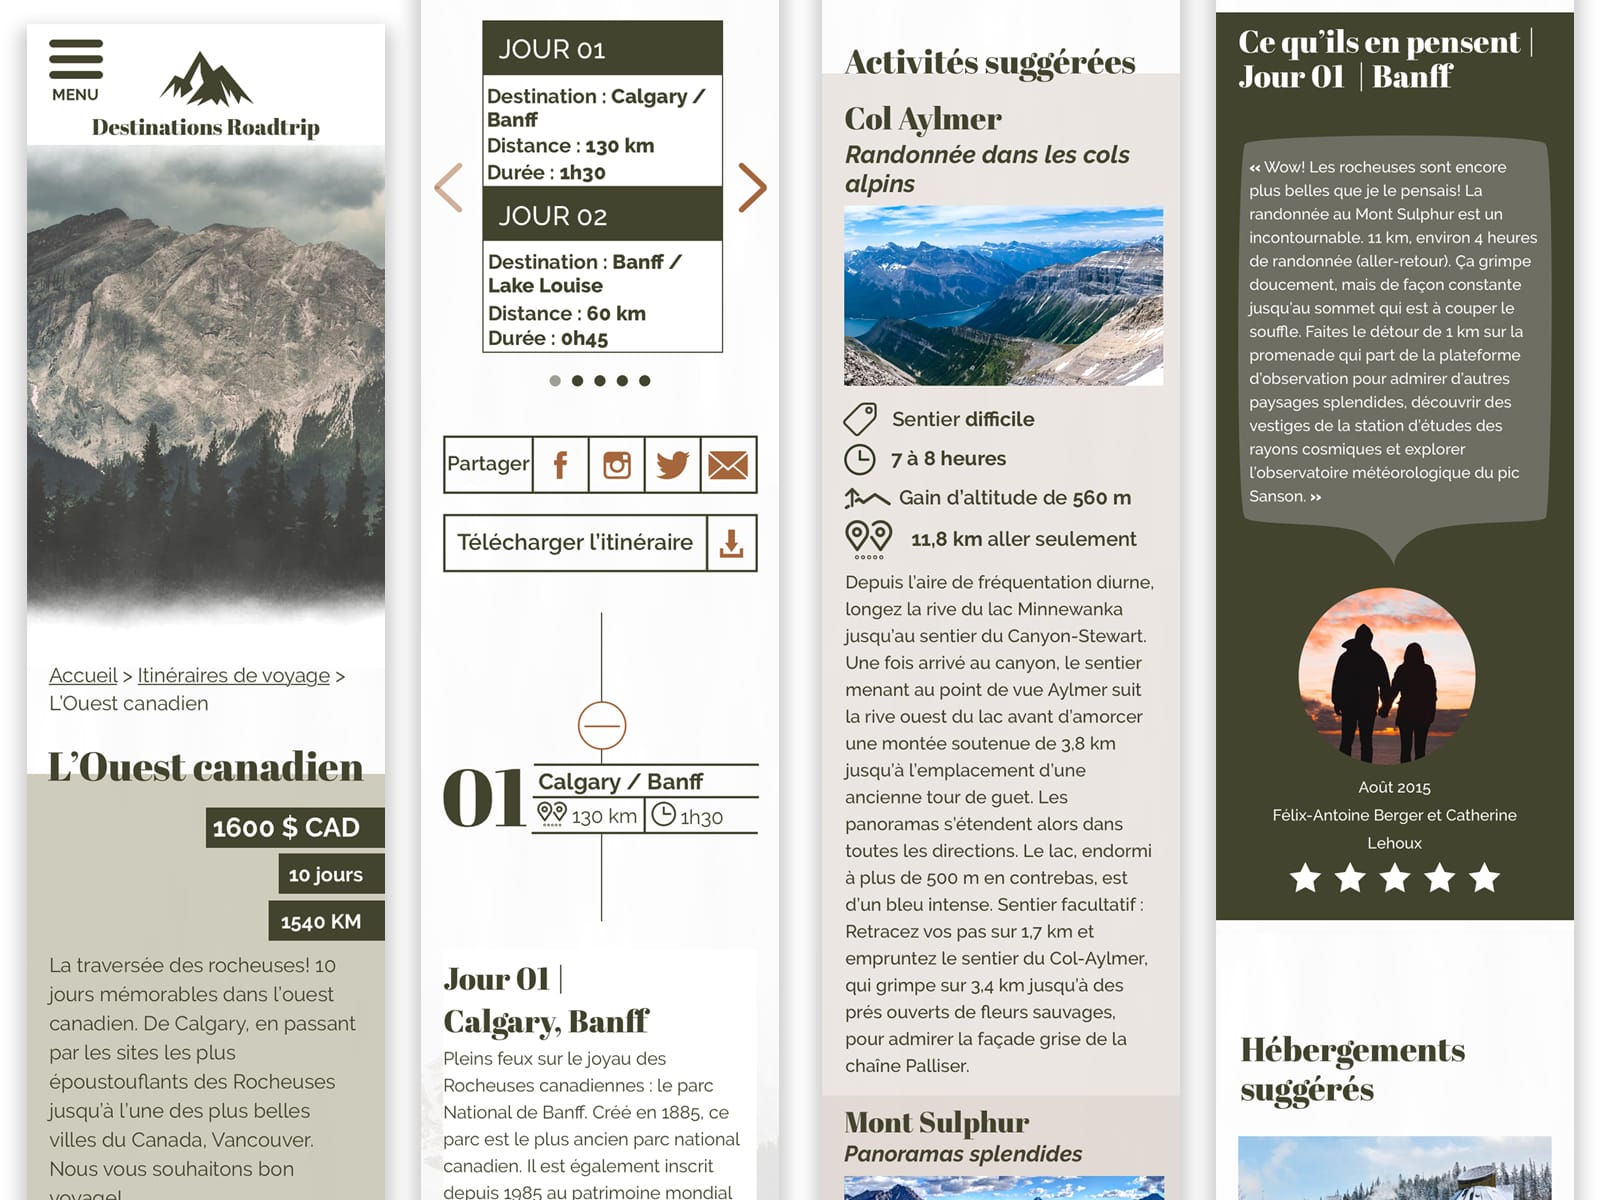 MENU
Destinations Roadtrip
Accueil > Itinéraires de voyage >
L'Ouest canadien
L'Ouest canadien
1600 $ CAD
10 jours
1540 KM
La traversée des rocheuses! 10
jours mémorables dans l'ouest
canadien. De Calgary, en passant
par les sites les plus
époustouflants des Rocheuses
jusqu'à l'une des plus belles
villes du Canada, Vancouver.
Nous vous souhaitons bon
voyage!
JOUR 01
Destination : Calgary /
Banff
Distance : 130 km
Durée : 1h30
JOUR 02
Destination : Banff /
Lake Louise
Distance : 60 km
Durée : 0h45
Partager
Télécharger l'itinéraire
01
Calgary / Banff
130 km
1h30
Jour 01 |
Calgary, Banff
Pleins feux sur le joyau des
Rocheuses canadiennes : le parc
National de Banff. Créé en 1885, ce
parc est le plus ancien parc national
canadien. Il est également inscrit
depuis 1985 au patrimoine mondial
Activités suggérées
Col Aylmer
Randonnée dans les cols
alpins
Sentier difficile
7 à 8 heures
Gain d'altitude de 560 m
11,8 km aller seulement
Depuis l'aire de fréquentation diurne,
longez la rive du lac Minnewanka
jusqu'au sentier du Canyon-Stewart.
Une fois arrivé au canyon, le sentier
menant au point de vue Aylmer suit
la rive ouest du lac avant d'amorcer
une montée soutenue de 3,8 km
jusqu'à l'emplacement d'une
ancienne tour de guet. Les
panoramas s'étendent alors dans
toutes les directions. Le lac, endormi
à plus de 500 m en contrebas, est
d'un bleu intense. Sentier facultatif :
Retracez vos pas sur 1,7 km et
empruntez le sentier du Col-Aylmer,
qui grimpe sur 3,4 km jusqu'à des
prés ouverts de fleurs sauvages,
pour admirer la façade grise de la
chaîne Palliser.
Mont Sulphur
Panoramas splendides
Ce qu'ils en pensent |
Jour 01 | Banff
« Wow! Les rocheuses sont encore
plus belles que je le pensais! La
randonnée au Mont Sulphur est un
incontournable. 11 km, environ 4 heures
de randonnée (aller-retour). Ça grimpe
doucement, mais de façon constante
jusqu'au sommet qui est à couper le
souffle. Faites le détour de 1 km sur la
promenade qui part de la plateforme
d'observation pour admirer d'autres
paysages splendides, découvrir des
vestiges de la station d'études des
rayons cosmiques et explorer
l'observatoire météorologique du pic
Sanson. »
Août 2015
Félix-Antoine Berger et Catherine
Lehoux
Hébergements
suggérés